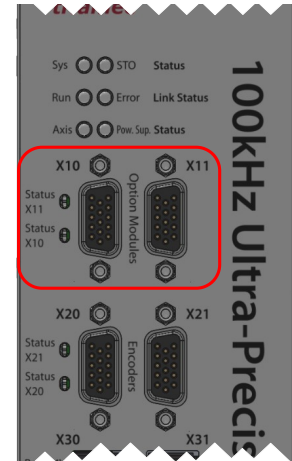 Sys STO Status
Run Error Link Status
Axis Pow. Sup. Status
X10 X11
Status
X11
Status
X10
Option Modules
X20 X21
Status
X21
Status
X20
Encoders
X30 X31
100kHz Ultra-Precis